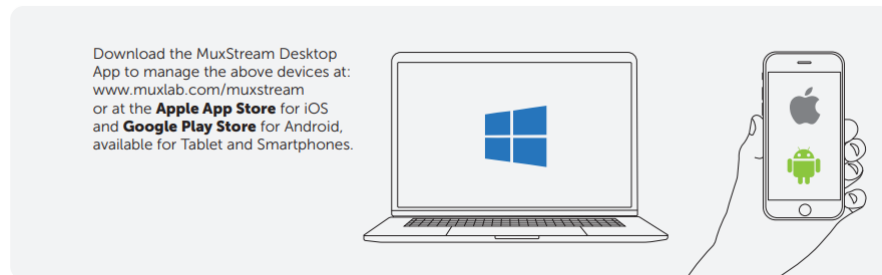 Download the MuxStream Desktop
App to manage the above devices at:
www.muxlab.com/muxstream
or at the Apple App Store for iOS
and Google Play Store for Android,
available for Tablet and Smartphones.